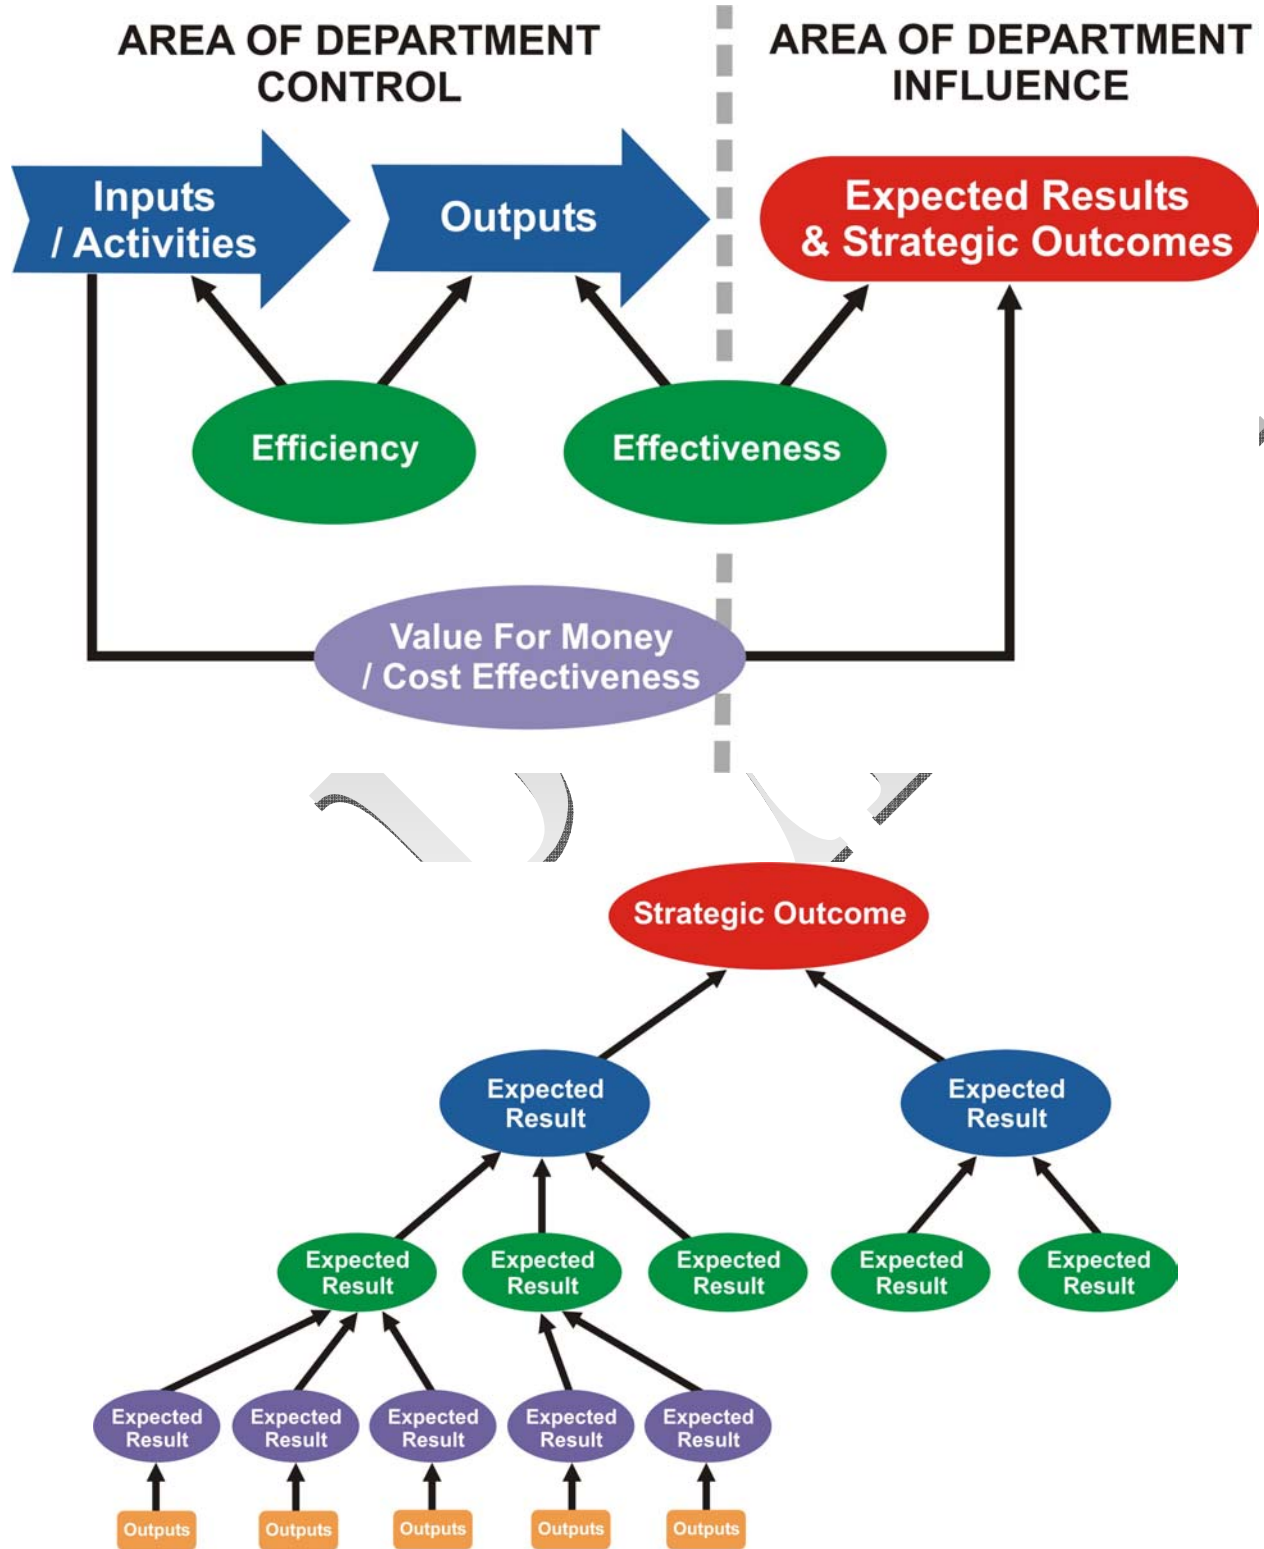 AREA OF DEPARTMENT
CONTROL
AREA OF DEPARTMENT
INFLUENCE
Inputs
/ Activities
Outputs
Expected Results
& Strategic Outcomes
Efficiency
Effectiveness
Value For Money
/ Cost Effectiveness
Strategic Outcome
Expected
Result
Expected
Result
Expected
Result
Expected
Result
Expected
Result
Expected
Result
Expected
Result
Expected
Result
Expected
Result
Expected
Result
Expected
Result
Expected
Result
Outputs
Outputs
Outputs
Outputs
Outputs